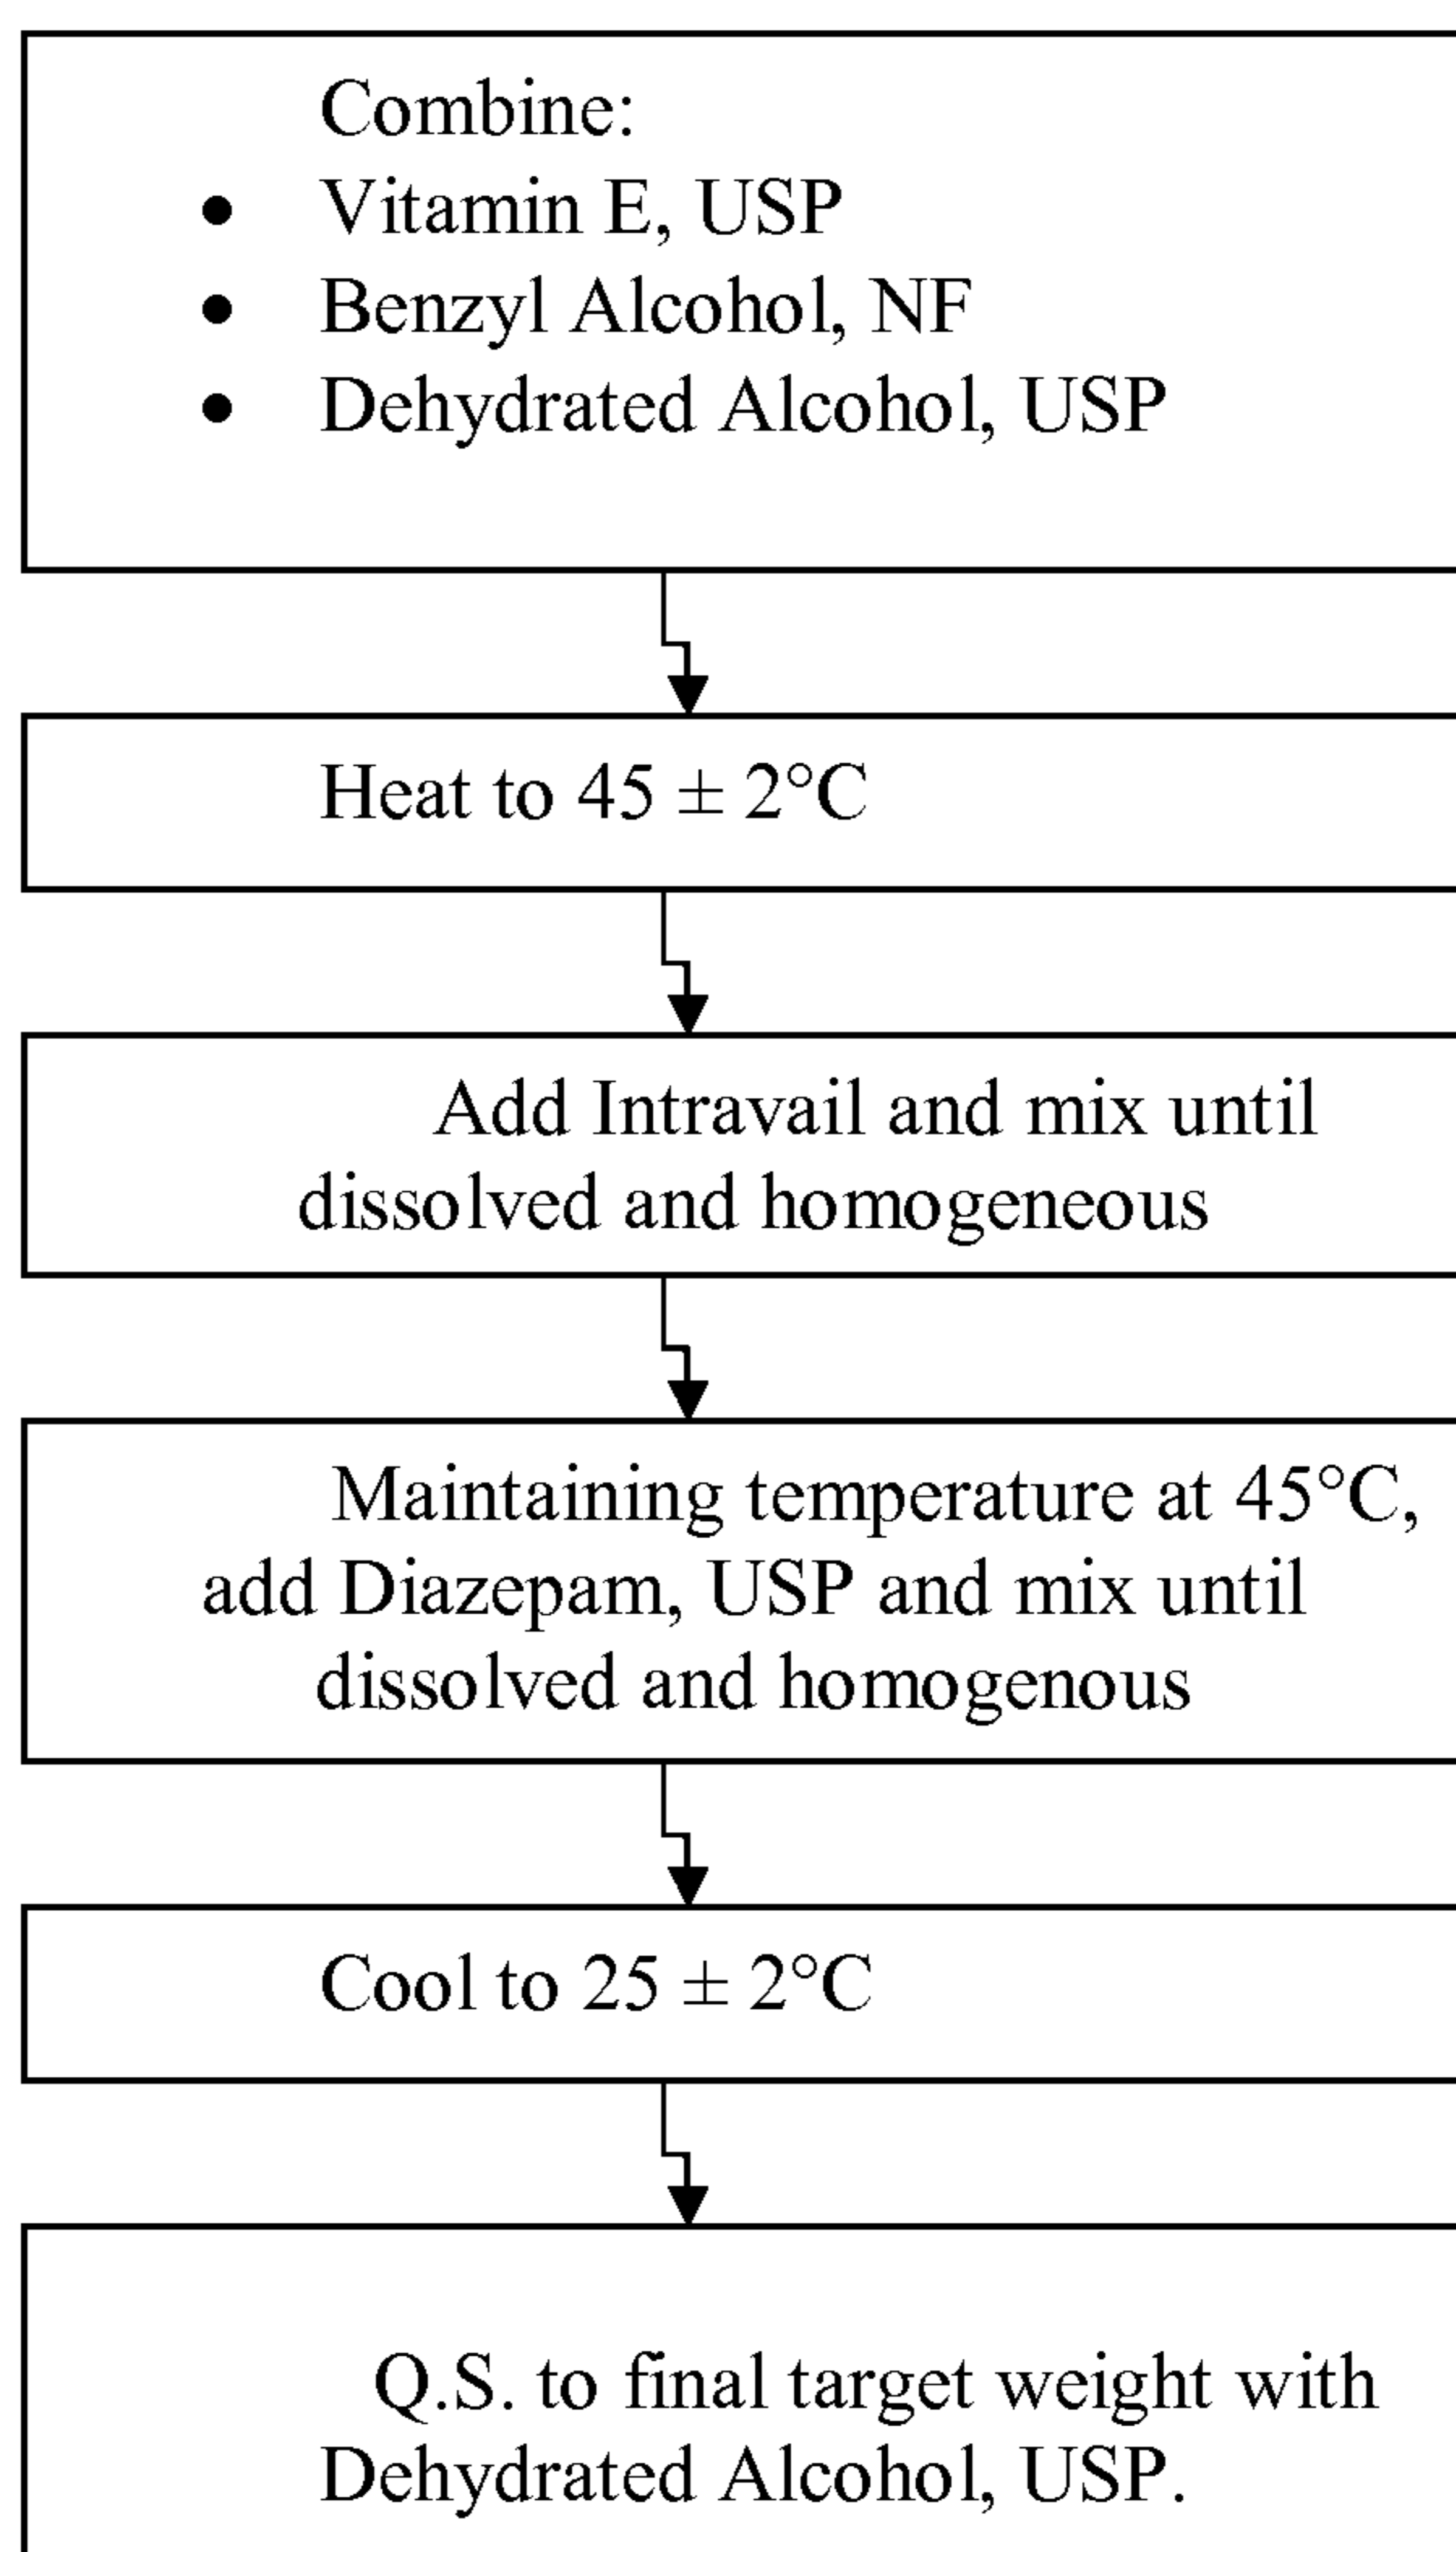 Combine:
● Vitamin E, USP
● Benzyl Alcohol, NF
● Dehydrated Alcohol, USP
Heat to 45 ± 2°C
Add Intravail and mix until
dissolved and homogeneous
Maintaining temperature at 45°C,
add Diazepam, USP and mix until
dissolved and homogenous
Cool to 25 ± 2°C
Q.S. to final target weight with
Dehydrated Alcohol, USP.